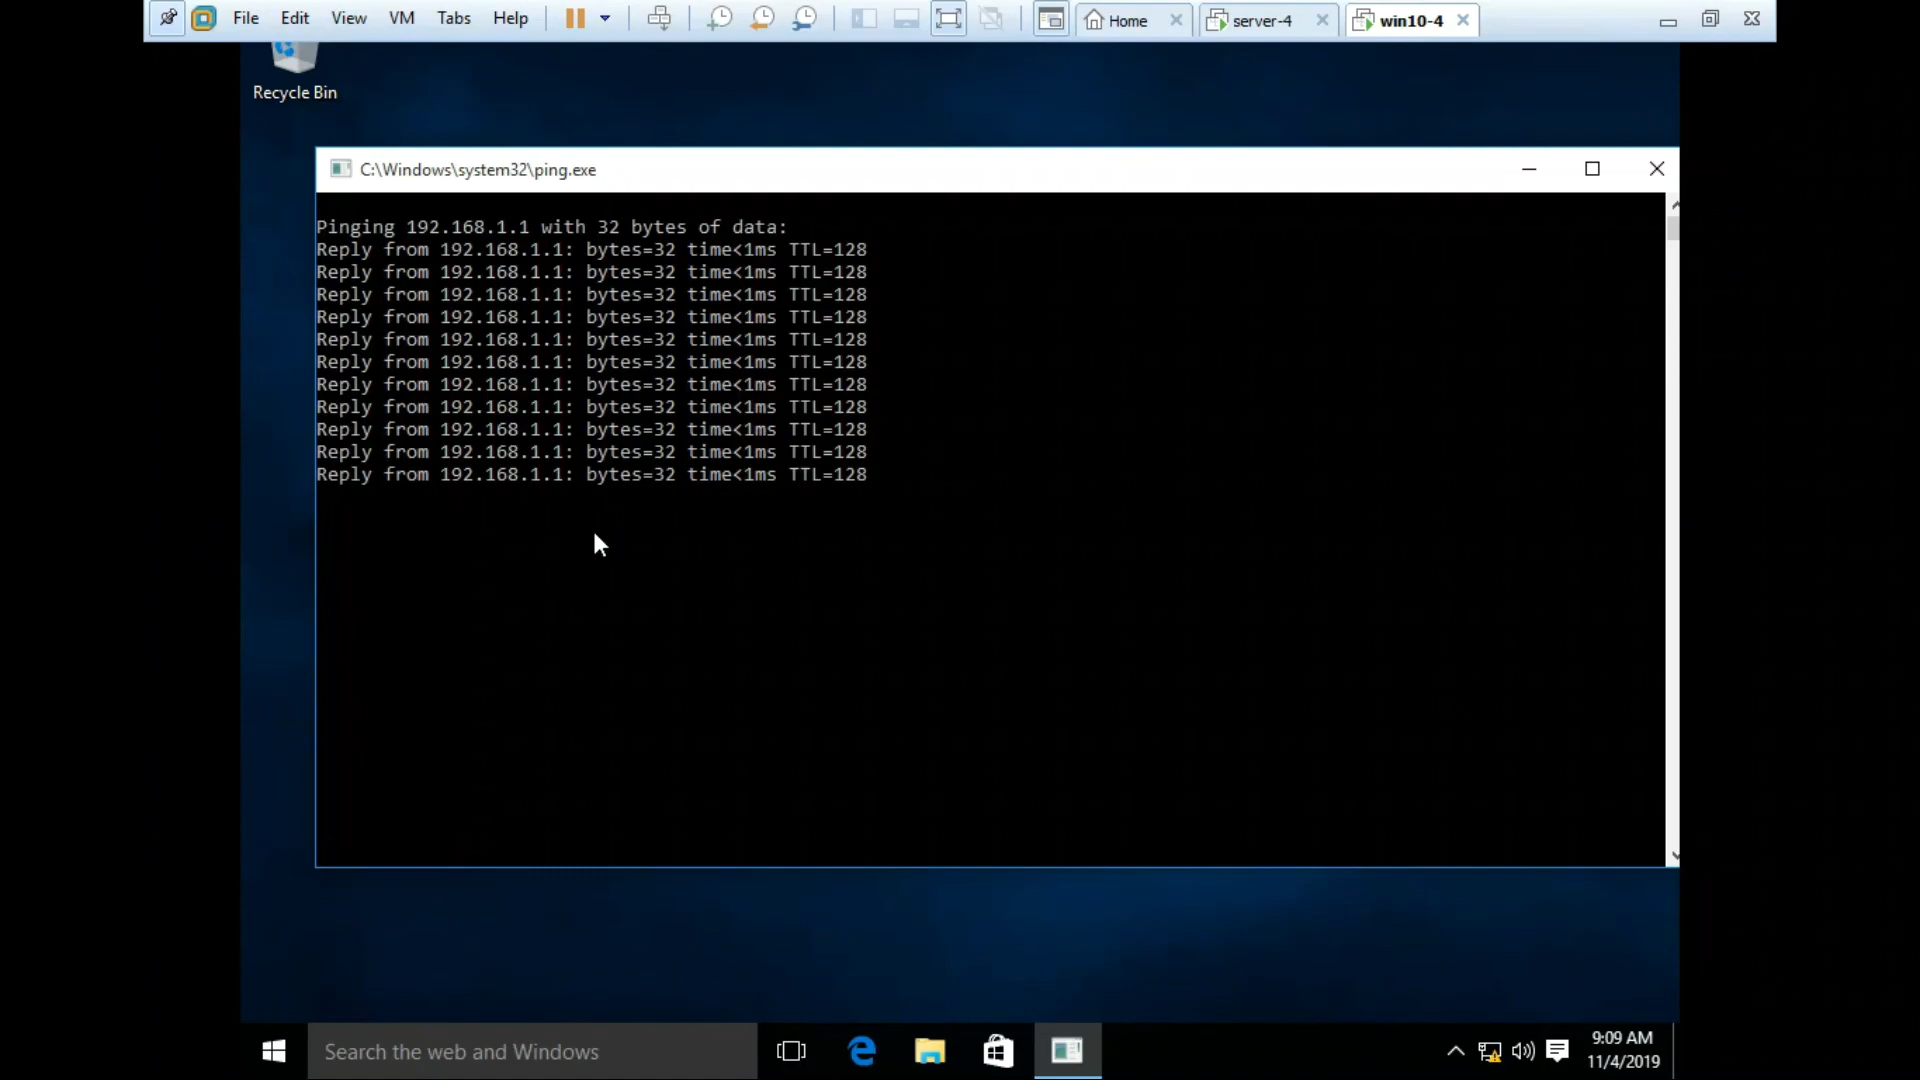 File Edit View VM Tabs Help Home server-4 win10-4
Recycle Bin
C:\Windows\system32\ping.exe
Pinging 192.168.1.1 with 32 bytes of data:
Reply from 192.168.1.1: bytes=32 time<1ms TTL=128
Reply from 192.168.1.1: bytes=32 time<1ms TTL=128
Reply from 192.168.1.1: bytes=32 time<1ms TTL=128
Reply from 192.168.1.1: bytes=32 time<1ms TTL=128
Reply from 192.168.1.1: bytes=32 time<1ms TTL=128
Reply from 192.168.1.1: bytes=32 time<1ms TTL=128
Reply from 192.168.1.1: bytes=32 time<1ms TTL=128
Reply from 192.168.1.1: bytes=32 time<1ms TTL=128
Reply from 192.168.1.1: bytes=32 time<1ms TTL=128
Reply from 192.168.1.1: bytes=32 time<1ms TTL=128
Reply from 192.168.1.1: bytes=32 time<1ms TTL=128
Search the web and Windows
9:09 AM
11/4/2019